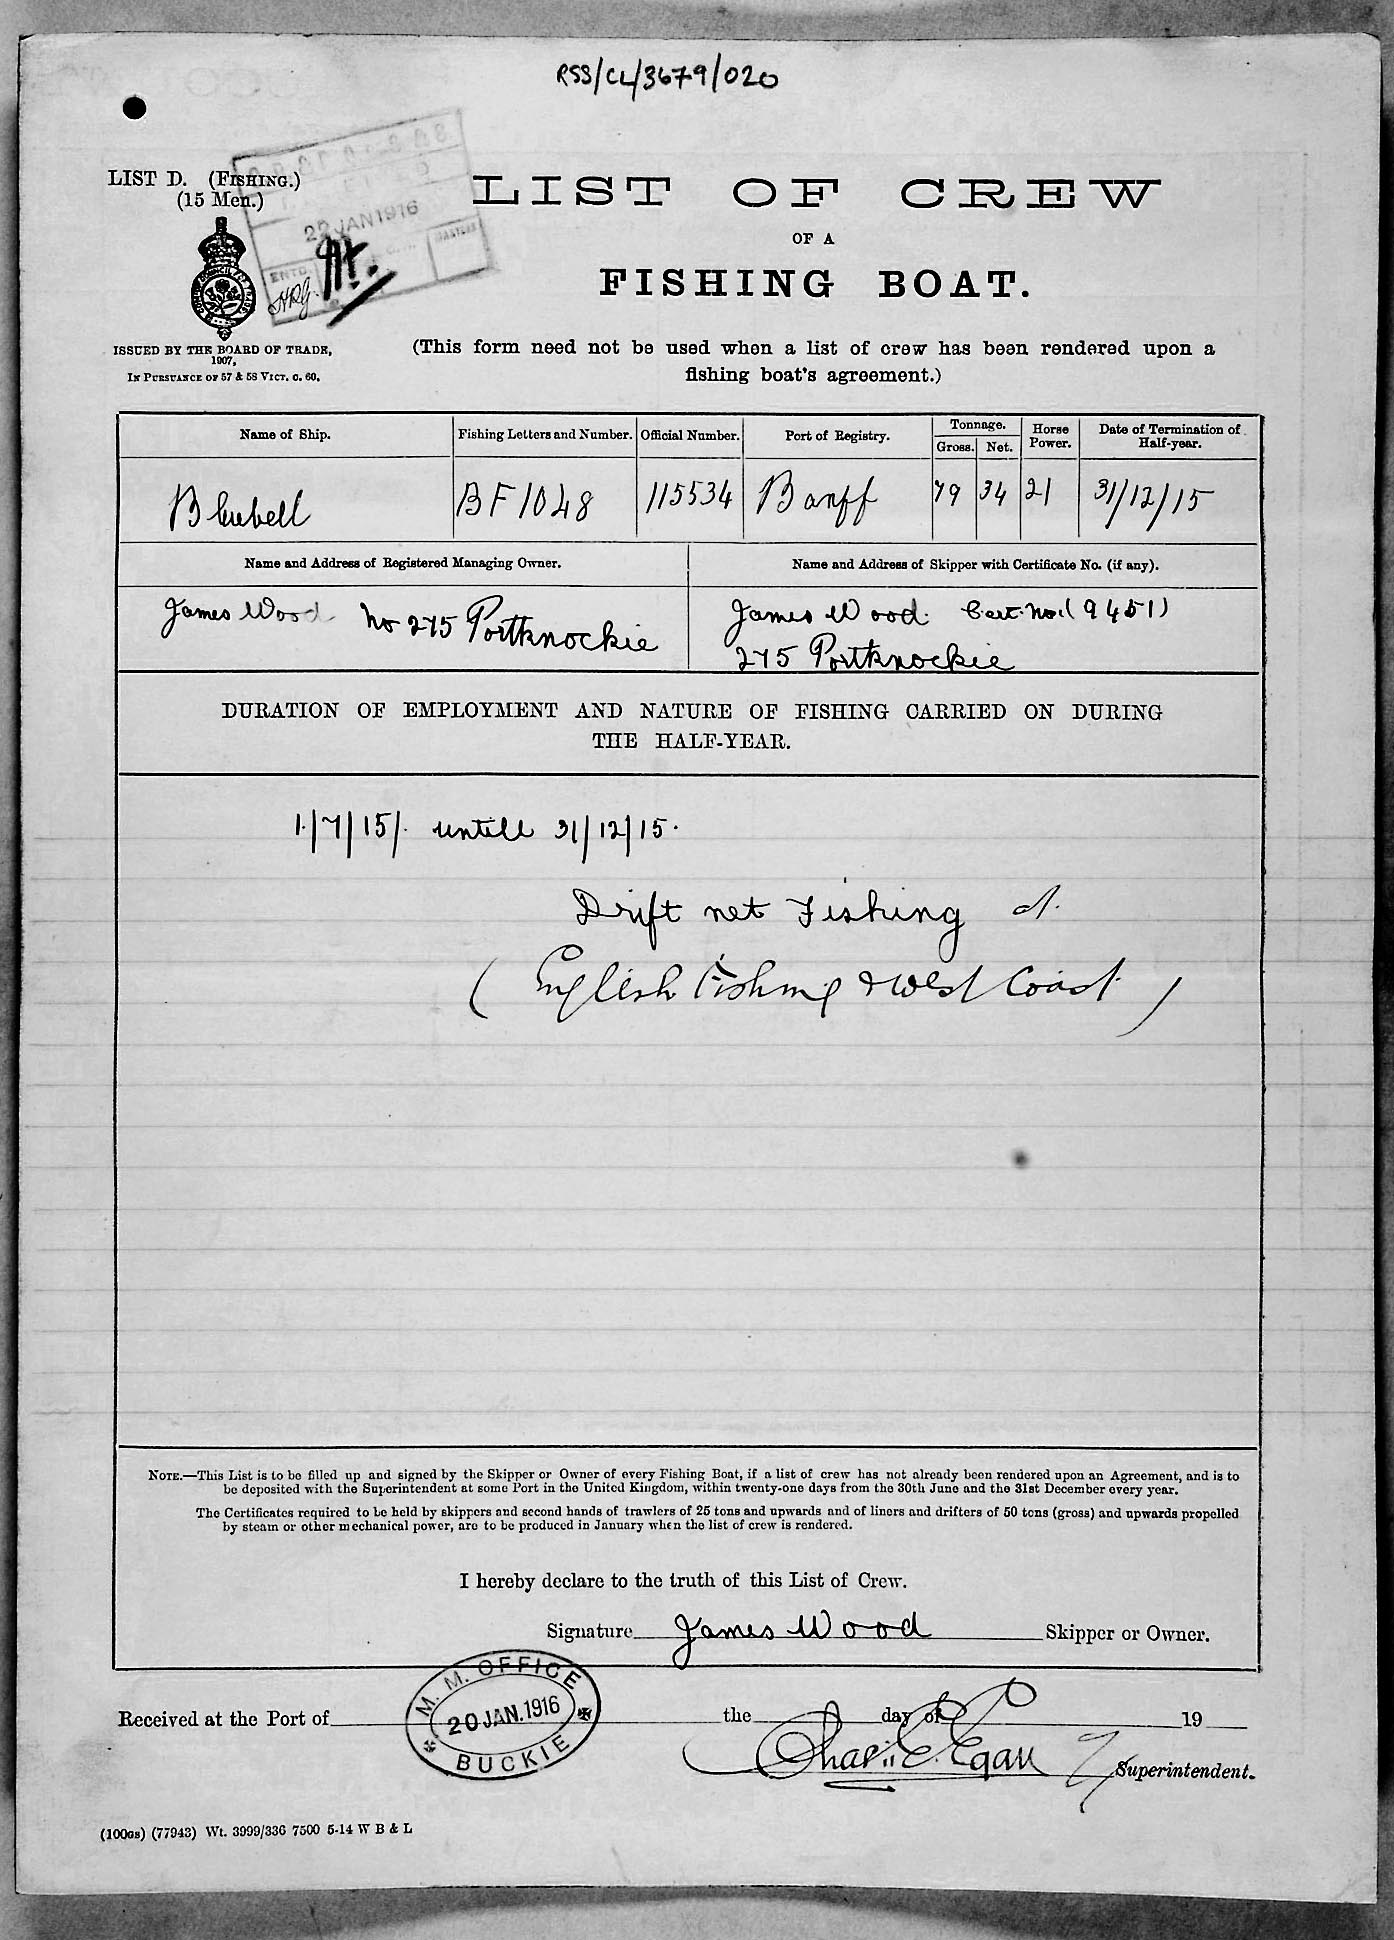 RSS/CL/3679/020
LIST D. (FISHING.)
(15 Men.)
22 JAN 1916
ENTD.
ISSUED BY THE BOARD OF TRADE,
1907,
IN PURSUANCE OF 57 & 58 VICT. C. 60.
LIST OF CREW
OF A
FISHING BOAT.
(This form need not be used when a list of crew has been rendered upon a
fishing boat's agreement.)
Name of Ship. Fishing Letters and Number. Official Number. Port of Registry. Tonnage. Gross. Net. Horse Power. Date of Termination of Half-year.
Bluebell BF 1048 115534 Banff 79 34 21 31/12/15
Name and Address of Registered Managing Owner. Name and Address of Skipper with Certificate No. (if any).
James Wood No 275 Portknockie
James Wood. Cert. No. (9451)
275 Portknockie
DURATION OF EMPLOYMENT AND NATURE OF FISHING CARRIED ON DURING
THE HALF-YEAR.
1/7/15/. untill 31/12/15.
Drift net Fishing at
( English Fishing & West Coast )
NOTE.—This List is to be filled up and signed by the Skipper or Owner of every Fishing Boat, if a list of crew has not already been rendered upon an Agreement, and is to
be deposited with the Superintendent at some Port in the United Kingdom, within twenty-one days from the 30th June and the 31st December every year.
The Certificates required to be held by skippers and second hands of trawlers of 25 tons and upwards and of liners and drifters of 50 tons (gross) and upwards propelled
by steam or other mechanical power, are to be produced in January when the list of crew is rendered.
I hereby declare to the truth of this List of Crew.
Signature James Wood Skipper or Owner.
M. M. OFFICE
20 JAN. 1916
BUCKIE
Received at the Port of the day of 19
Egan Superintendent.
(100GS) (77943) Wt. 3999/336 7500 5-14 W B & L